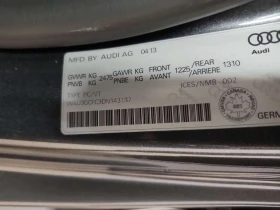 MFD BY AUDI AG 04.13
Audi
GVWR KG 2475 GAWR KG FRONT 1225 /REAR 1310
PNBV KG PNBE KG AVANT /ARRIERE
ICES/NMB-002
TYPE PC/VT
GERM